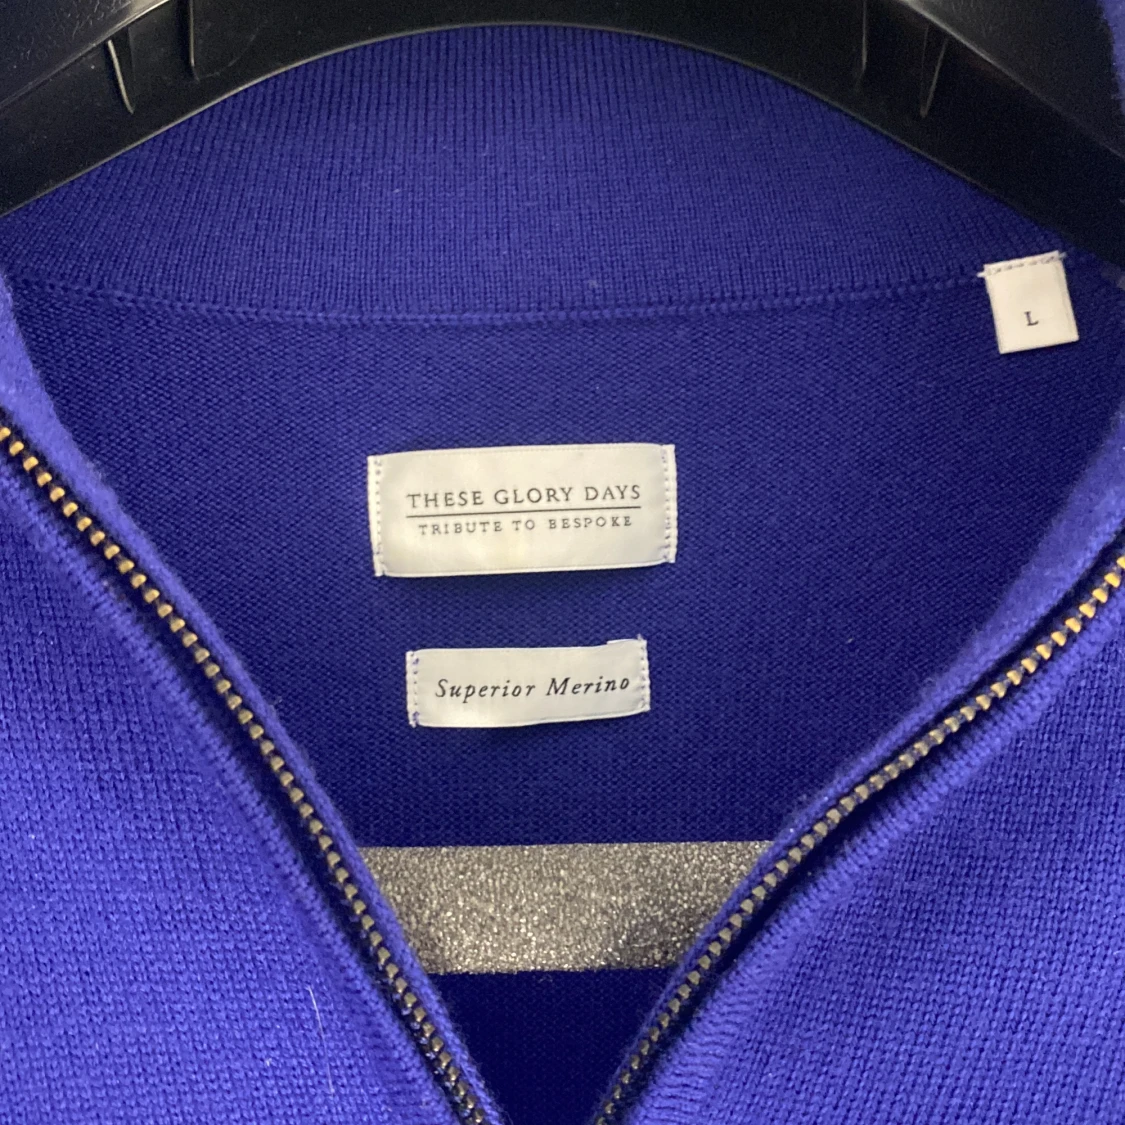 L
THESE GLORY DAYS
TRIBUTE TO BESPOKE
Superior Merino